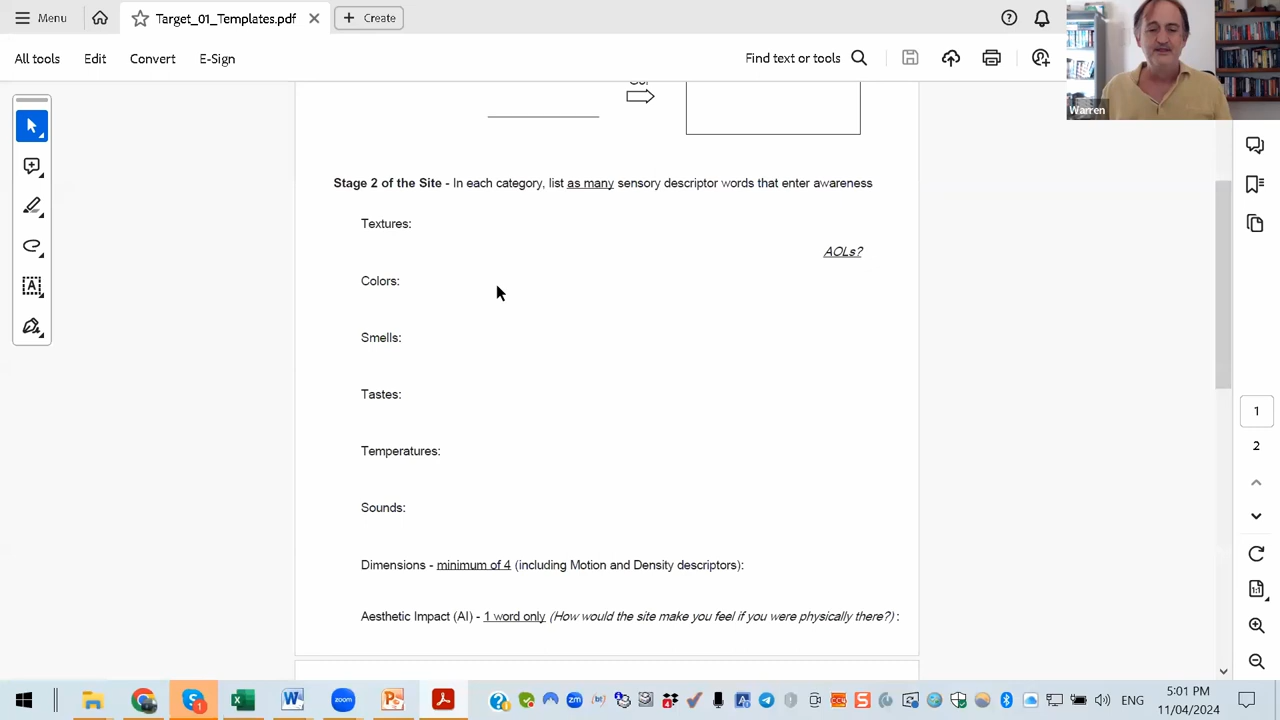 Menu
Target_01_Templates.pdf
Create
All tools
Edit
Convert
E-Sign
Find text or tools
Warren
Stage 2 of the Site - In each category, list as many sensory descriptor words that enter awareness
Textures:
AOLs?
Colors:
Smells:
Tastes:
Temperatures:
Sounds:
Dimensions - minimum of 4 (including Motion and Density descriptors):
Aesthetic Impact (AI) - 1 word only (How would the site make you feel if you were physically there?) :
1
2
ENG
5:01 PM
11/04/2024